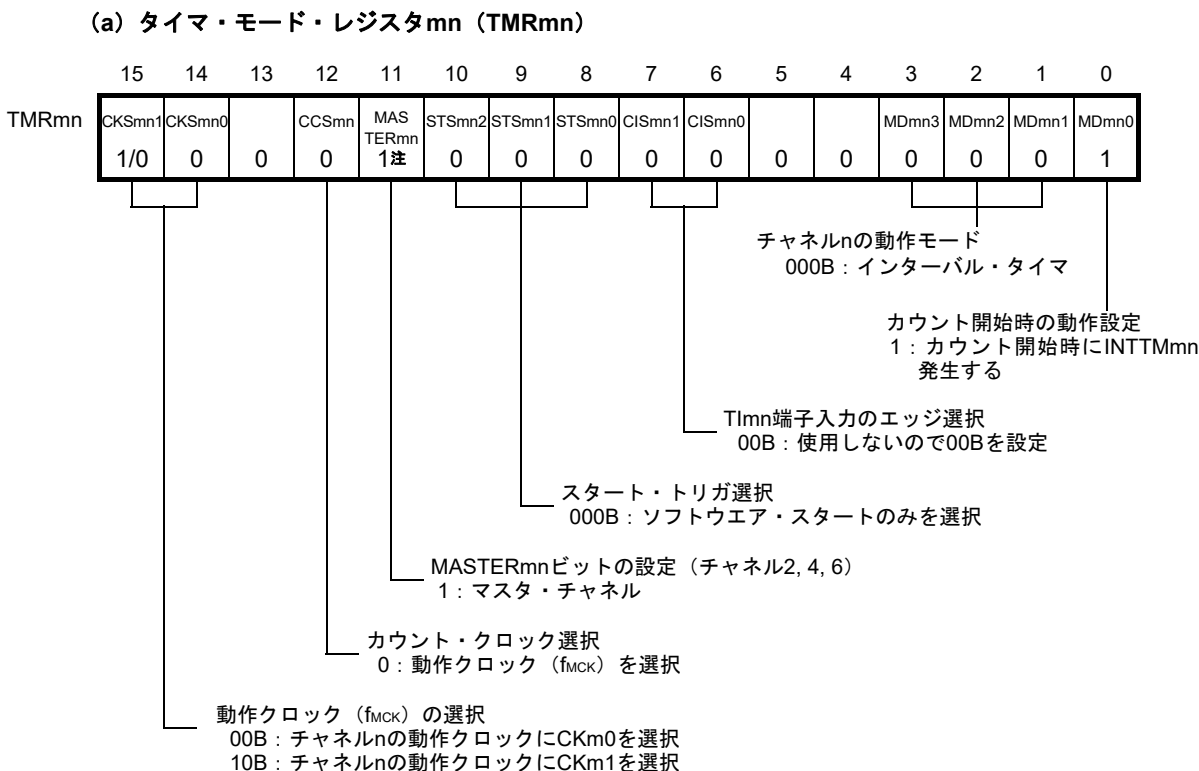 (a) タイマ・モード・レジスタmn（TMRmn）
15 14 13 12 11 10 9 8 7 6 5 4 3 2 1 0
TMRmn CKSmn1 CKSmn0 CCSmn MAS STSmn2 STSmn1 STSmn0 CISmn1 CISmn0 MDmn3 MDmn2 MDmn1 MDmn0
TERmn
1/0 0 0 0 1注 0 0 0 0 0 0 0 0 0 0 1
チャネルnの動作モード
000B：インターバル・タイマ
カウント開始時の動作設定
1：カウント開始時にINTTMmn
発生する
TImn端子入力のエッジ選択
00B：使用しないので00Bを設定
スタート・トリガ選択
000B：ソフトウエア・スタートのみを選択
MASTERmnビットの設定（チャネル2, 4, 6）
1：マスタ・チャネル
カウント・クロック選択
0：動作クロック（fMCK）を選択
動作クロック（fMCK）の選択
00B：チャネルnの動作クロックにCKm0を選択
10B：チャネルnの動作クロックにCKm1を選択